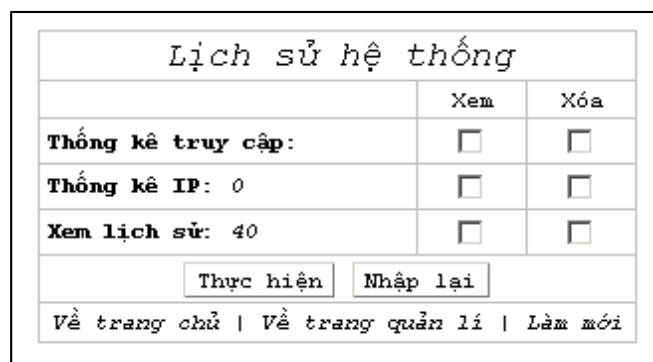 Lịch sử hệ thống
Xem Xóa
Thống kê truy cập:
Thống kê IP: 0
Xem lịch sử: 40
Thực hiện Nhập lại
Về trang chủ | Về trang quản lí | Làm mới